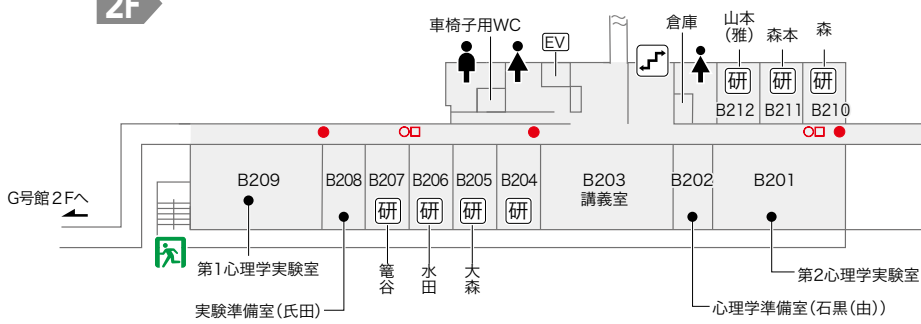 2F
車椅子用WC
EV
倉庫
山本
（雅）
森本
森
研
研
研
B212
B211
B210
B209
B208
B207
B206
B205
B204
B203
講義室
B202
B201
研
研
研
研
G号館２Fへ
第1心理学実験室
篭谷
水田
大森
第2心理学実験室
実験準備室（氏田）
心理学準備室（石黒（由））